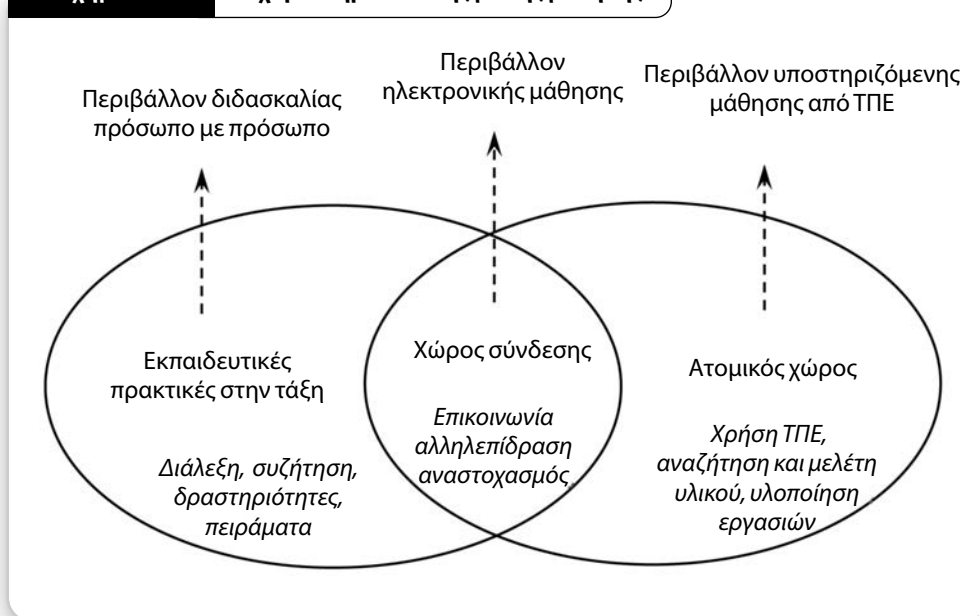 Περιβάλλον διδασκαλίας
πρόσωπο με πρόσωπο
Περιβάλλον
ηλεκτρονικής μάθησης
Περιβάλλον υποστηριζόμενης
μάθησης από ΤΠΕ
Εκπαιδευτικές
πρακτικές στην τάξη
Διάλεξη, συζήτηση,
δραστηριότητες,
πειράματα
Χώρος σύνδεσης
Επικοινωνία
αλληλεπίδραση
αναστοχασμός
Ατομικός χώρος
Χρήση ΤΠΕ,
αναζήτηση και μελέτη
υλικού, υλοποίηση
εργασιών